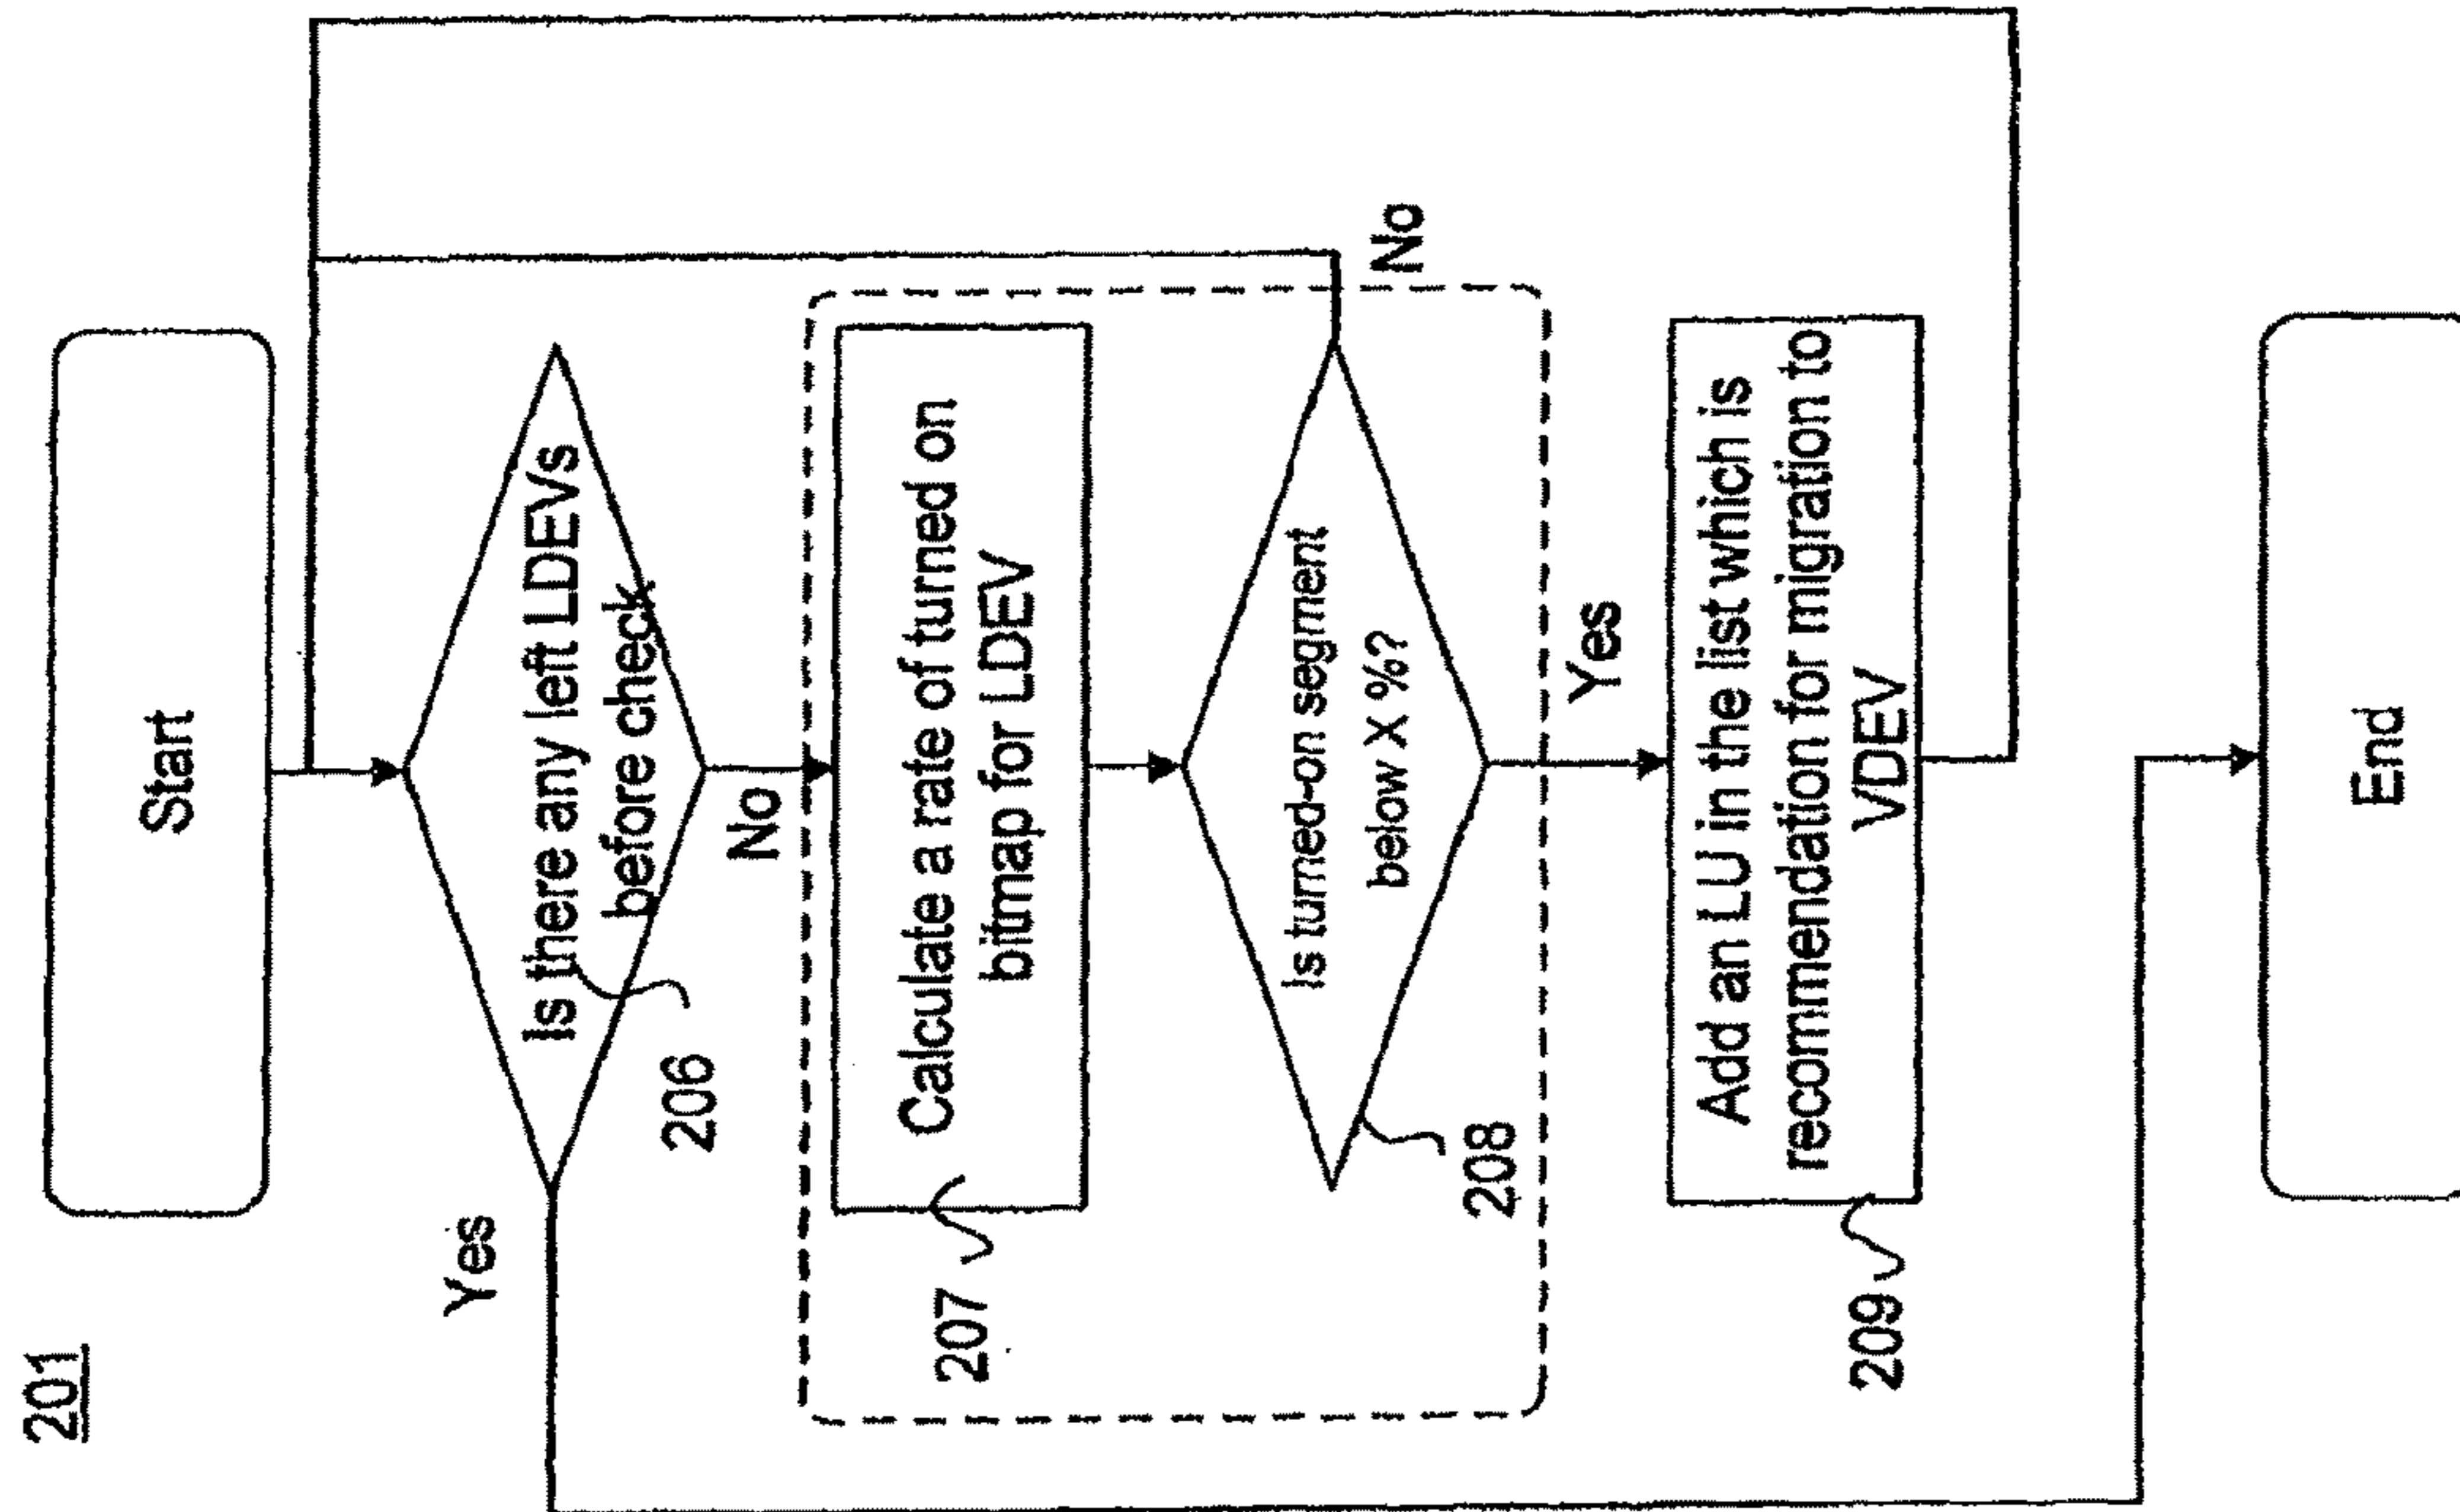 201
Start
Yes
Is there any left LDEVs
before check
206
No
Calculate a rate of turned on
bitmap for LDEV
207
Is turned-on segment
below X %?
No
208
Yes
Add an LU in the list which is
recommendation for migration to
VDEV
209
End